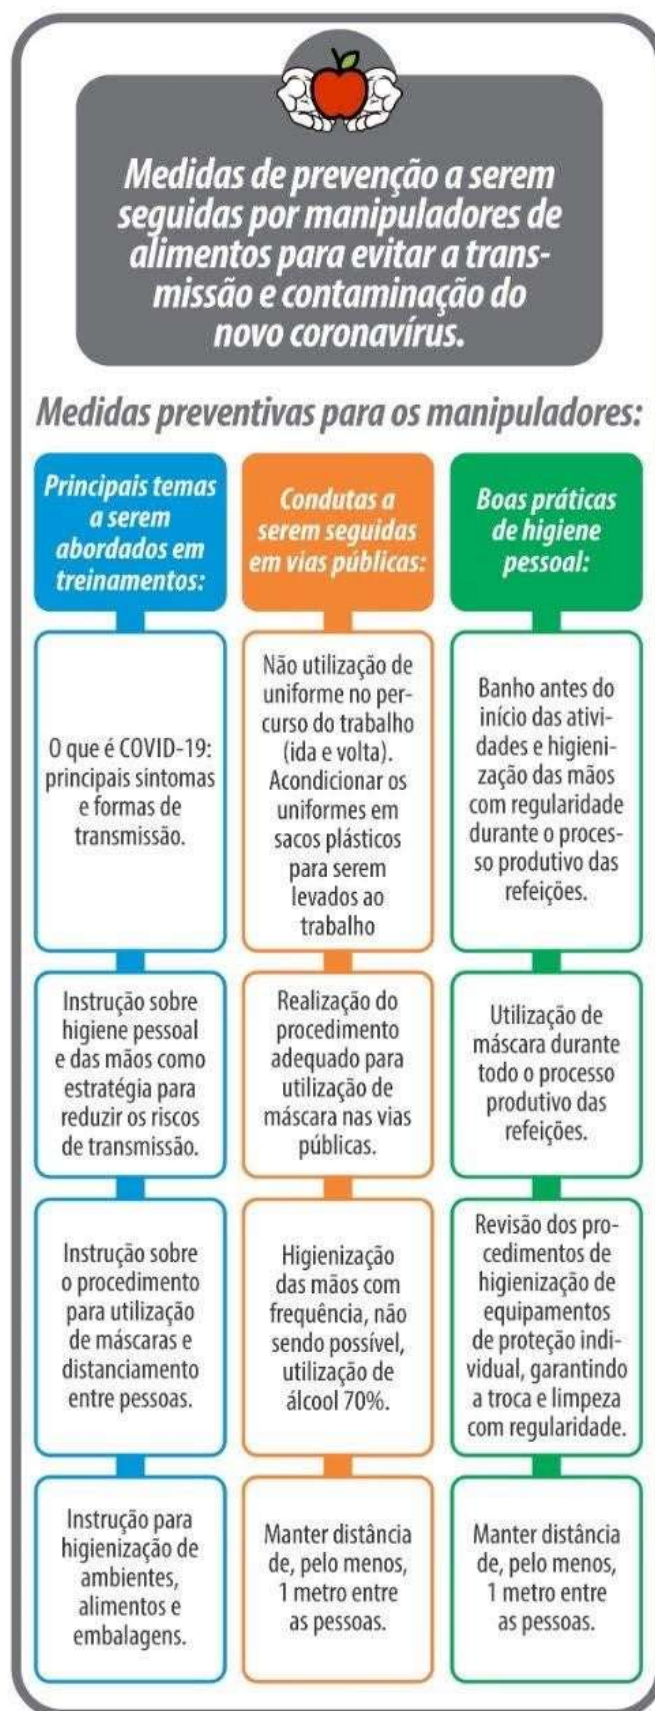 Medidas de prevenção a serem
seguidas por manipuladores de
alimentos para evitar a trans-
missão e contaminação do
novo coronavírus.
Medidas preventivas para os manipuladores:
Principais temas
a serem
abordados em
treinamentos:
O que é COVID-19:
principais sintomas
e formas de
transmissão.
Instrução sobre
higiene pessoal
e das mãos como
estratégia para
reduzir os riscos
de transmissão.
Instrução sobre
o procedimento
para utilização
de máscaras e
distanciamento
entre pessoas.
Instrução para
higienização de
ambientes,
alimentos e
embalagens.
Condutas a
serem seguidas
em vias públicas:
Não utilização de
uniforme no per-
curso do trabalho
(ida e volta).
Acondicionar os
uniformes em
sacos plásticos
para serem
levados ao
trabalho
Realização do
procedimento
adequado para
utilização de
máscara nas vias
públicas.
Higienização
das mãos com
frequência, não
sendo possível,
utilização de
álcool 70%.
Manter distância
de, pelo menos,
1 metro entre
as pessoas.
Boas práticas
de higiene
pessoal:
Banho antes do
início das ativi-
dades e higieni-
zação das mãos
com regularidade
durante o proces-
so produtivo das
refeições.
Utilização de
máscara durante
todo o processo
produtivo das
refeições.
Revisão dos pro-
cedimentos de
higienização de
equipamentos
de proteção indi-
vidual, garantindo
a troca e limpeza
com regularidade.
Manter distância
de, pelo menos,
1 metro entre
as pessoas.